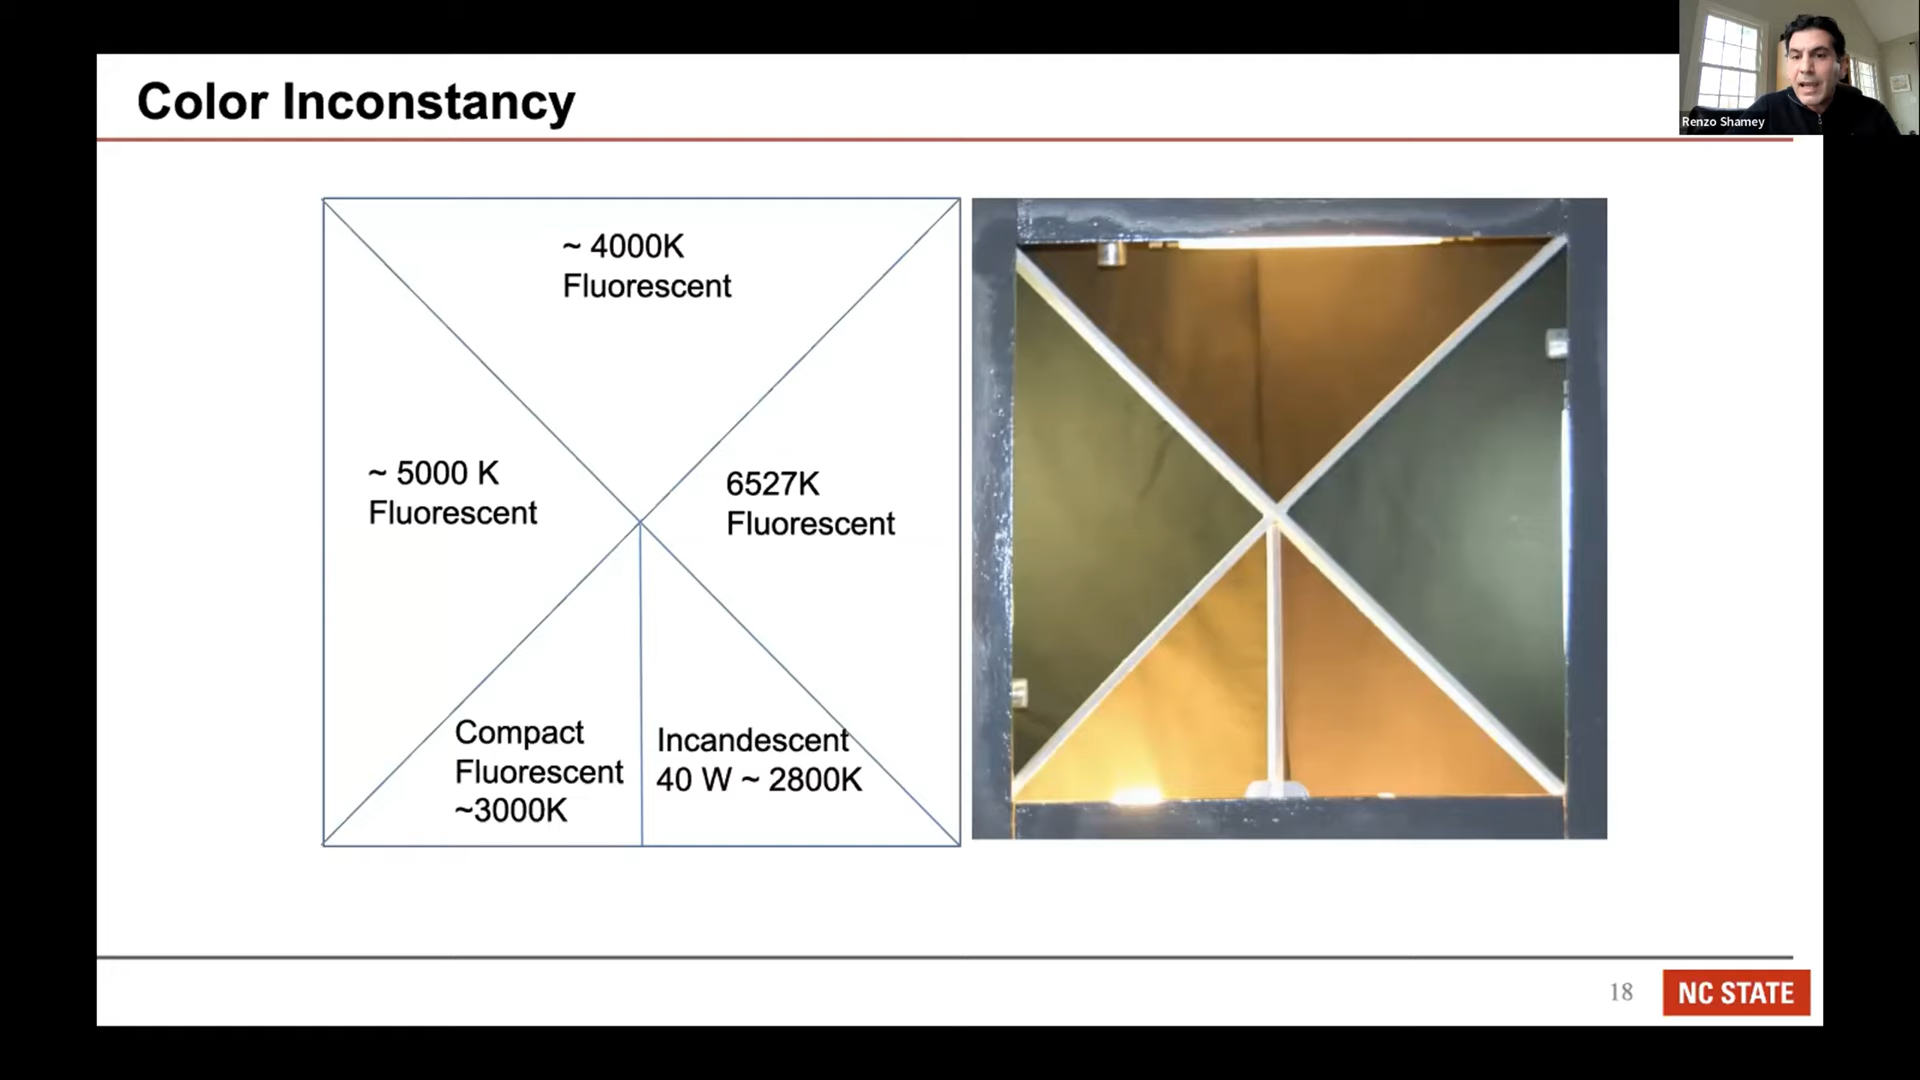 Renzo Shamey
Color Inconstancy
~ 4000K
Fluorescent
~ 5000 K
Fluorescent
6527K
Fluorescent
Compact
Fluorescent
~3000K
Incandescent
40 W ~ 2800K
18
NC STATE